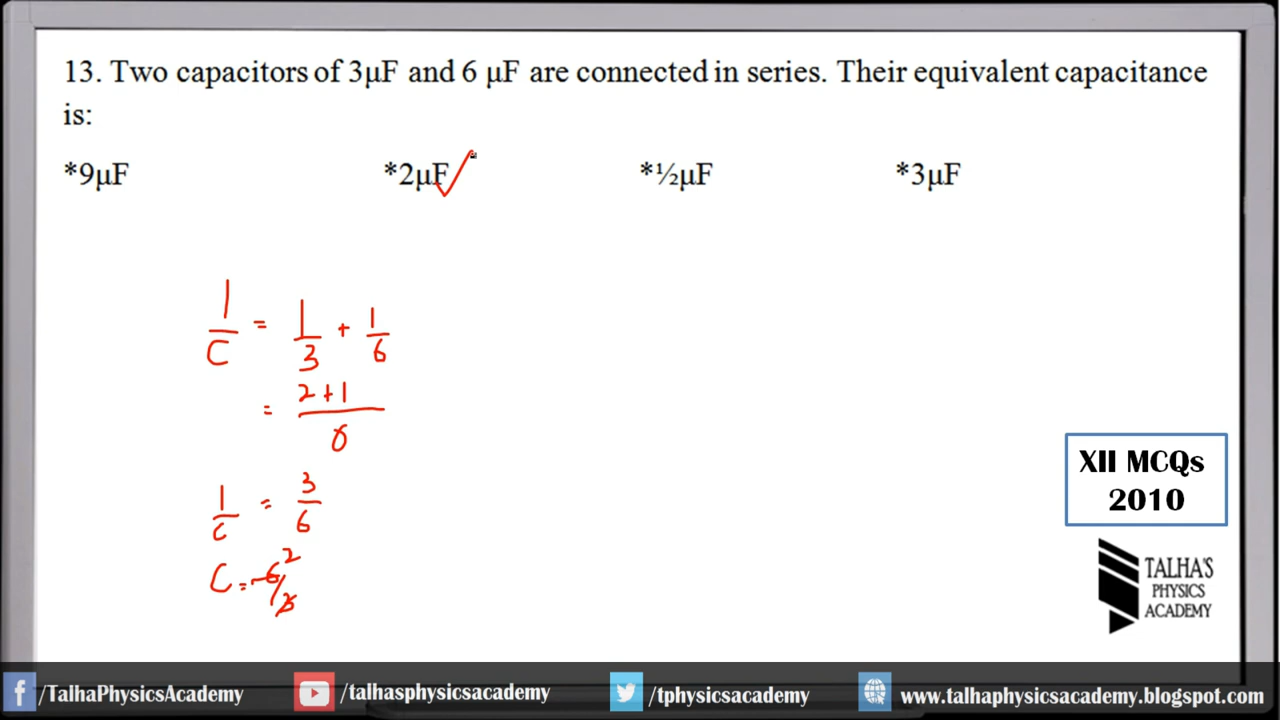 13. Two capacitors of 3µF and 6 µF are connected in series. Their equivalent capacitance
is:
*9µF *2µF✓ *½µF *3µF
1/C = 1/3 + 1/6
= 2+1/6
1/C = 3/6
C = 6/3 2
XII MCQs
2010
TALHA'S
PHYSICS
ACADEMY
f /TalhaPhysicsAcademy /talhasphysicsacademy /tphysicsacademy www.talhaphysicsacademy.blogspot.com